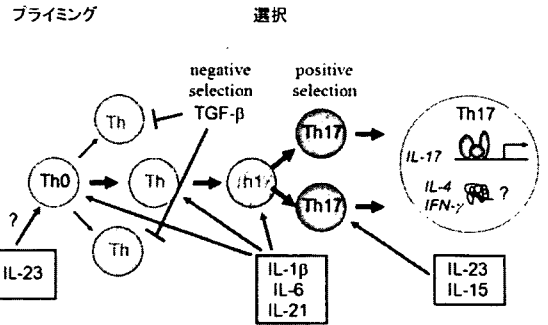 プライミング
選択
negative
selection
TGF-β
positive
selection
Th
Th0
Th
Th17
Th
Th17
Th17
Th17
IL-17
IL-4
IFN-γ
?
?
IL-23
IL-1β
IL-6
IL-21
IL-23
IL-15